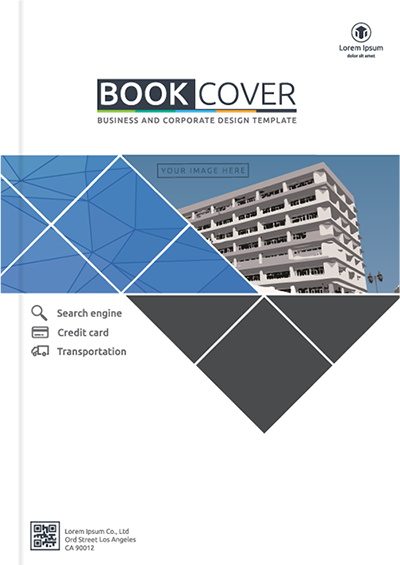 Lorem Ipsum
dolor sit amet
BOOK COVER
BUSINESS AND CORPORATE DESIGN TEMPLATE
YOUR IMAGE HERE
Search engine
Credit card
Transportation
Lorem Ipsum Co., Ltd
Ord Street Los Angeles
CA 90012